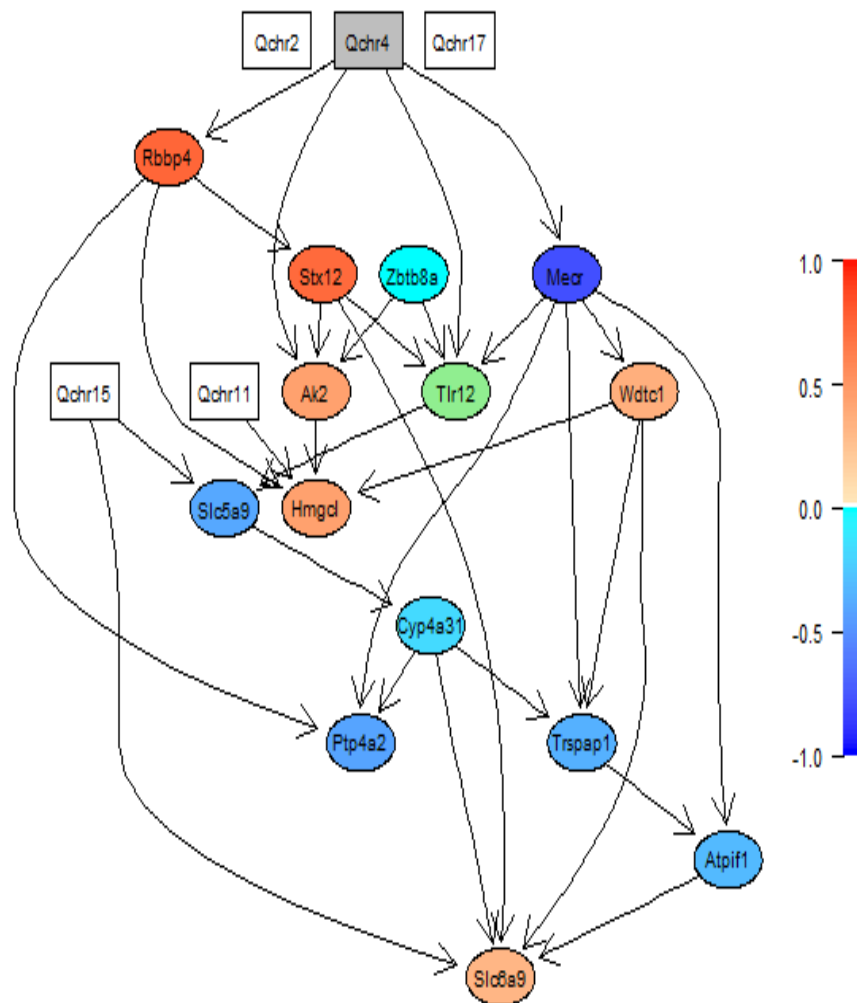 Qchr2 Qchr4 Qchr17
Rbbp4
Stx12 Zbtb8a Mecr
1.0
Qchr15 Qchr11 Ak2 Tlr12 Wdtc1
0.5
Slc5a9 Hmgcl
0.0
Cyp4a31
-0.5
Ptp4a2 Trspap1
-1.0
Atpif1
Slc6a9